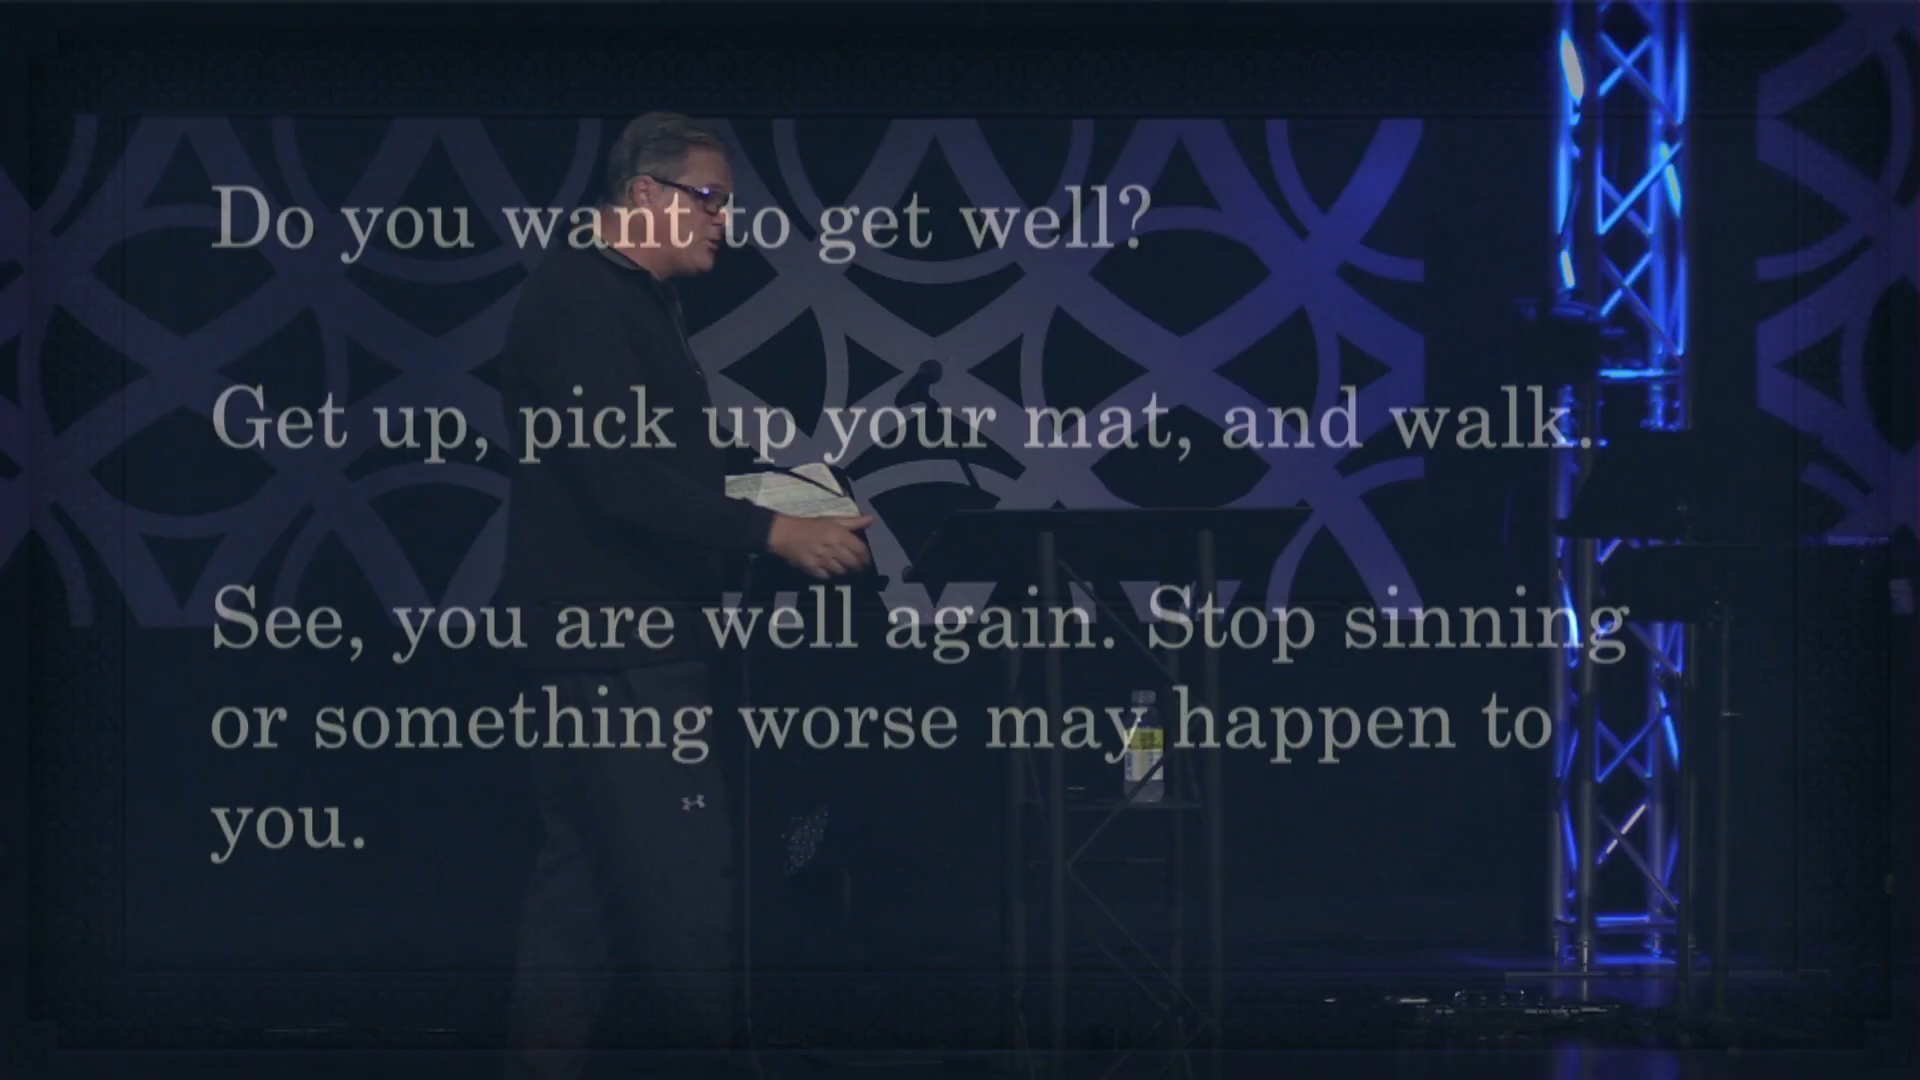 Do you want to get well?
Get up, pick up your mat, and walk.
See, you are well again. Stop sinning
or something worse may happen to
you.